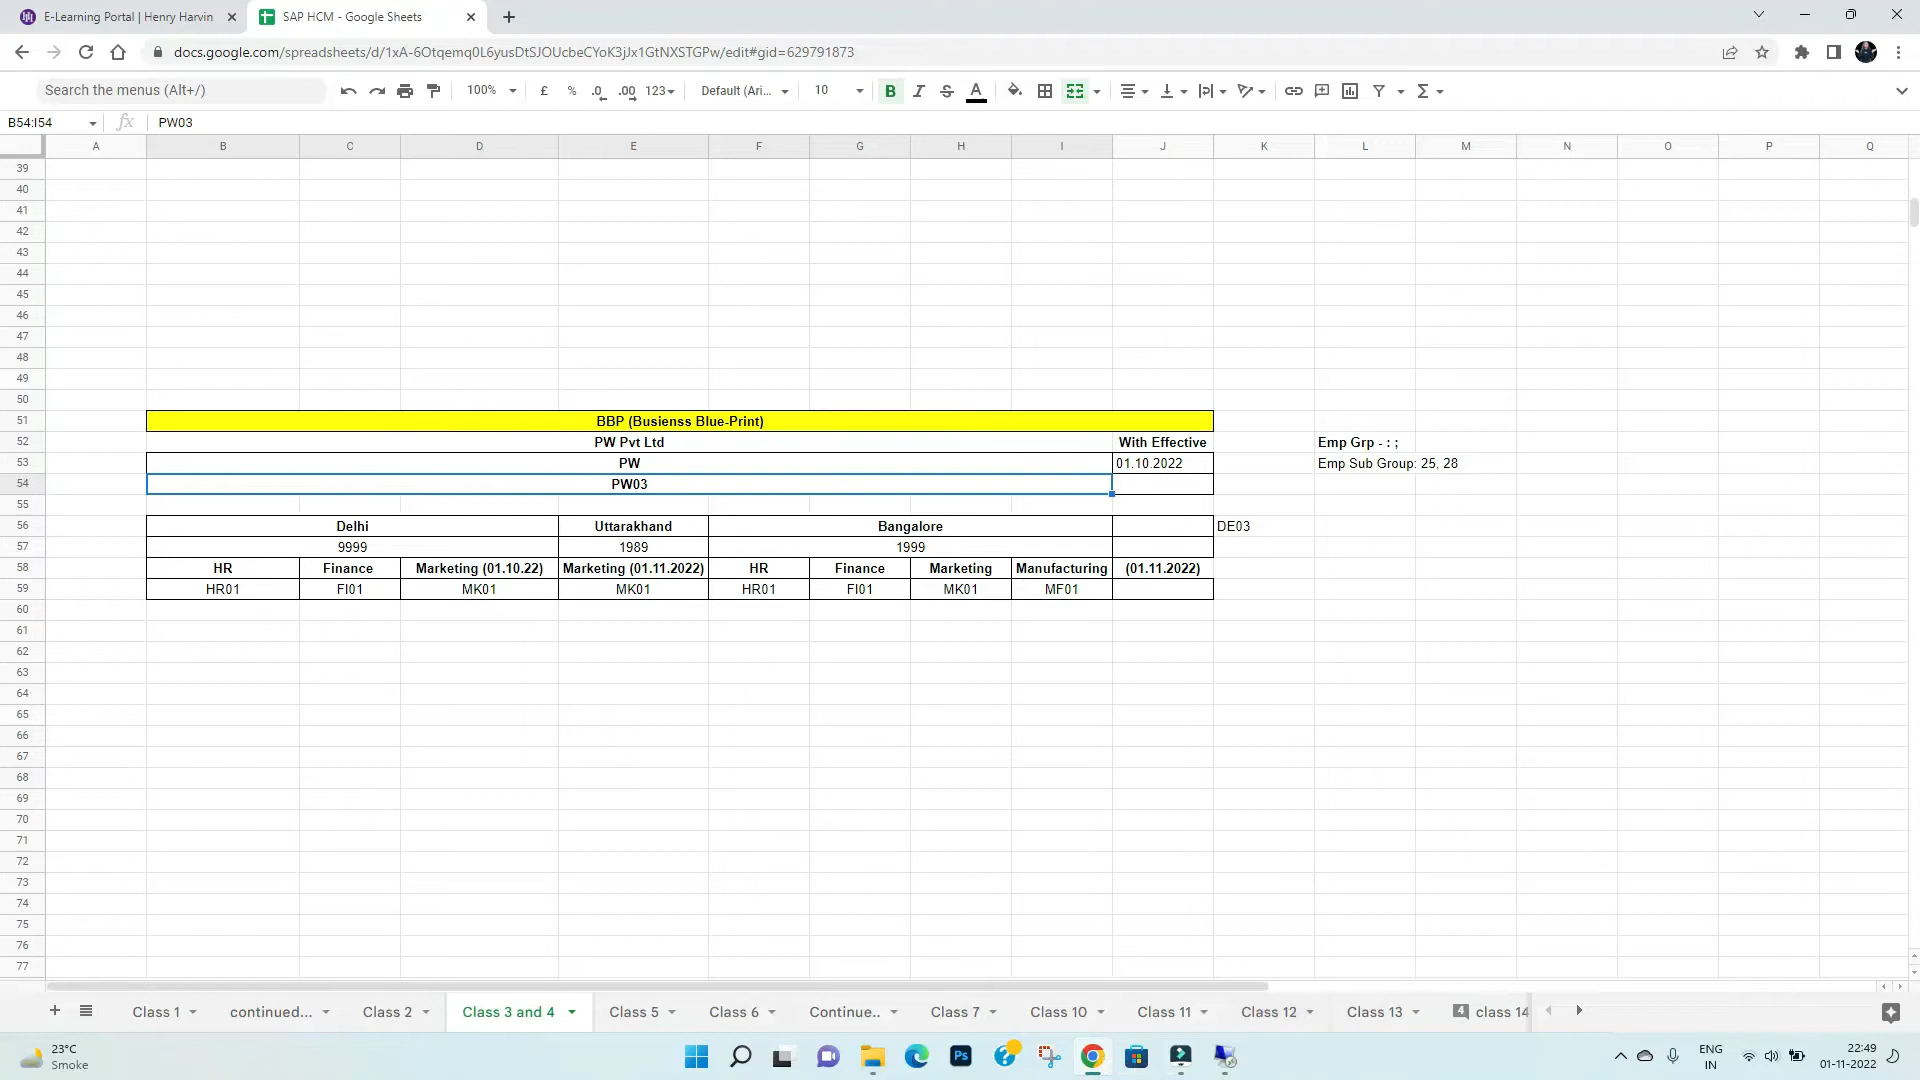 E-Learning Portal | Henry Harvin
SAP HCM - Google Sheets
docs.google.com/spreadsheets/d/1xA-6Otqemq0L6yusDtSJOUcbeCYoK3jJx1GtNXSTGPw/edit#gid=629791873
Search the menus (Alt+/) 100% £ % .0 .00 123 Default (Ari... 10 B I S A Σ
B54:I54 fx PW03
A B C D E F G H I J K L M N O P Q
39
40
41
42
43
44
45
46
47
48
49
50
51 BBP (Busienss Blue-Print)
52 PW Pvt Ltd With Effective Emp Grp - : ;
53 PW 01.10.2022 Emp Sub Group: 25, 28
54 PW03
55
56 Delhi Uttarakhand Bangalore DE03
57 9999 1989 1999
58 HR Finance Marketing (01.10.22) Marketing (01.11.2022) HR Finance Marketing Manufacturing (01.11.2022)
59 HR01 FI01 MK01 MK01 HR01 FI01 MK01 MF01
60
61
62
63
64
65
66
67
68
69
70
71
72
73
74
75
76
77
Class 1 continued... Class 2 Class 3 and 4 Class 5 Class 6 Continue.. Class 7 Class 10 Class 11 Class 12 Class 13 4 class 14
23°C
Smoke
Ps
ENG
IN
22:49
01-11-2022